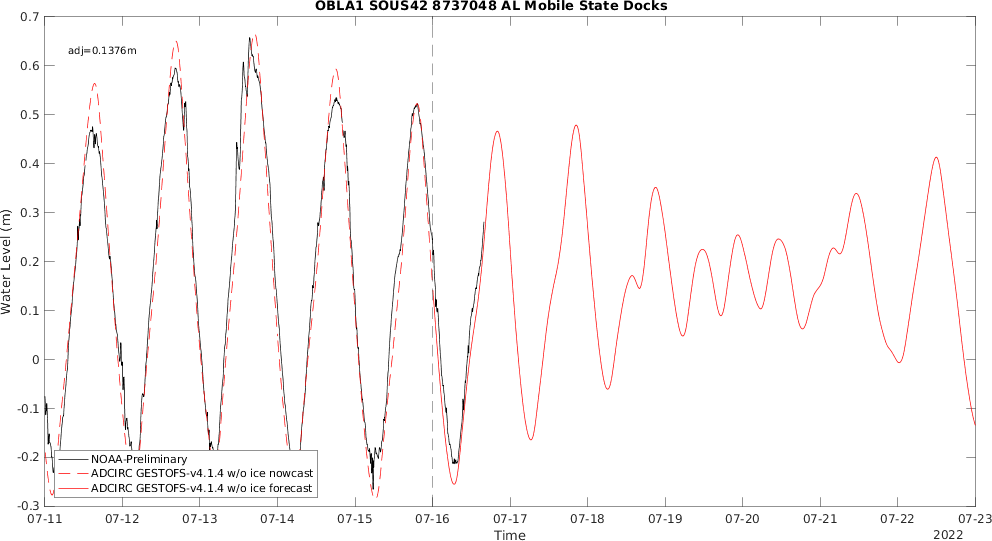 OBLA1 SOUS42 8737048 AL Mobile State Docks
adj=0.1376m
Water Level (m)
0.7
0.6
0.5
0.4
0.3
0.2
0.1
0
-0.1
-0.2
-0.3
NOAA-Preliminary
ADCIRC GESTOFS-v4.1.4 w/o ice nowcast
ADCIRC GESTOFS-v4.1.4 w/o ice forecast
07-11 07-12 07-13 07-14 07-15 07-16 07-17 07-18 07-19 07-20 07-21 07-22 07-23
Time
2022